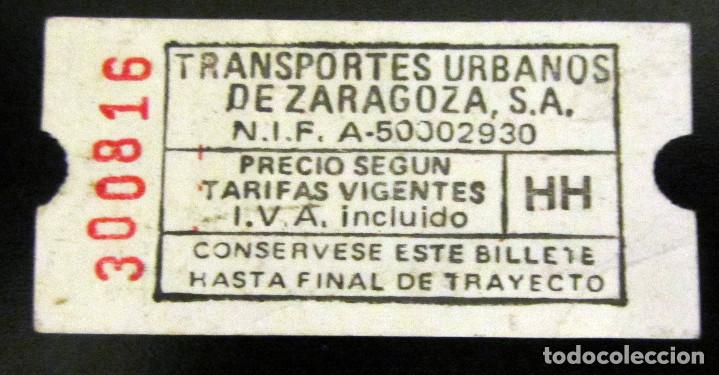 300816
TRANSPORTES URBANOS
DE ZARAGOZA, S.A.
N.I.F. A-50002930
PRECIO SEGUN
TARIFAS VIGENTES
I.V.A. incluido
HH
CONSERVESE ESTE BILLETE
HASTA FINAL DE TRAYECTO
todocoleccion